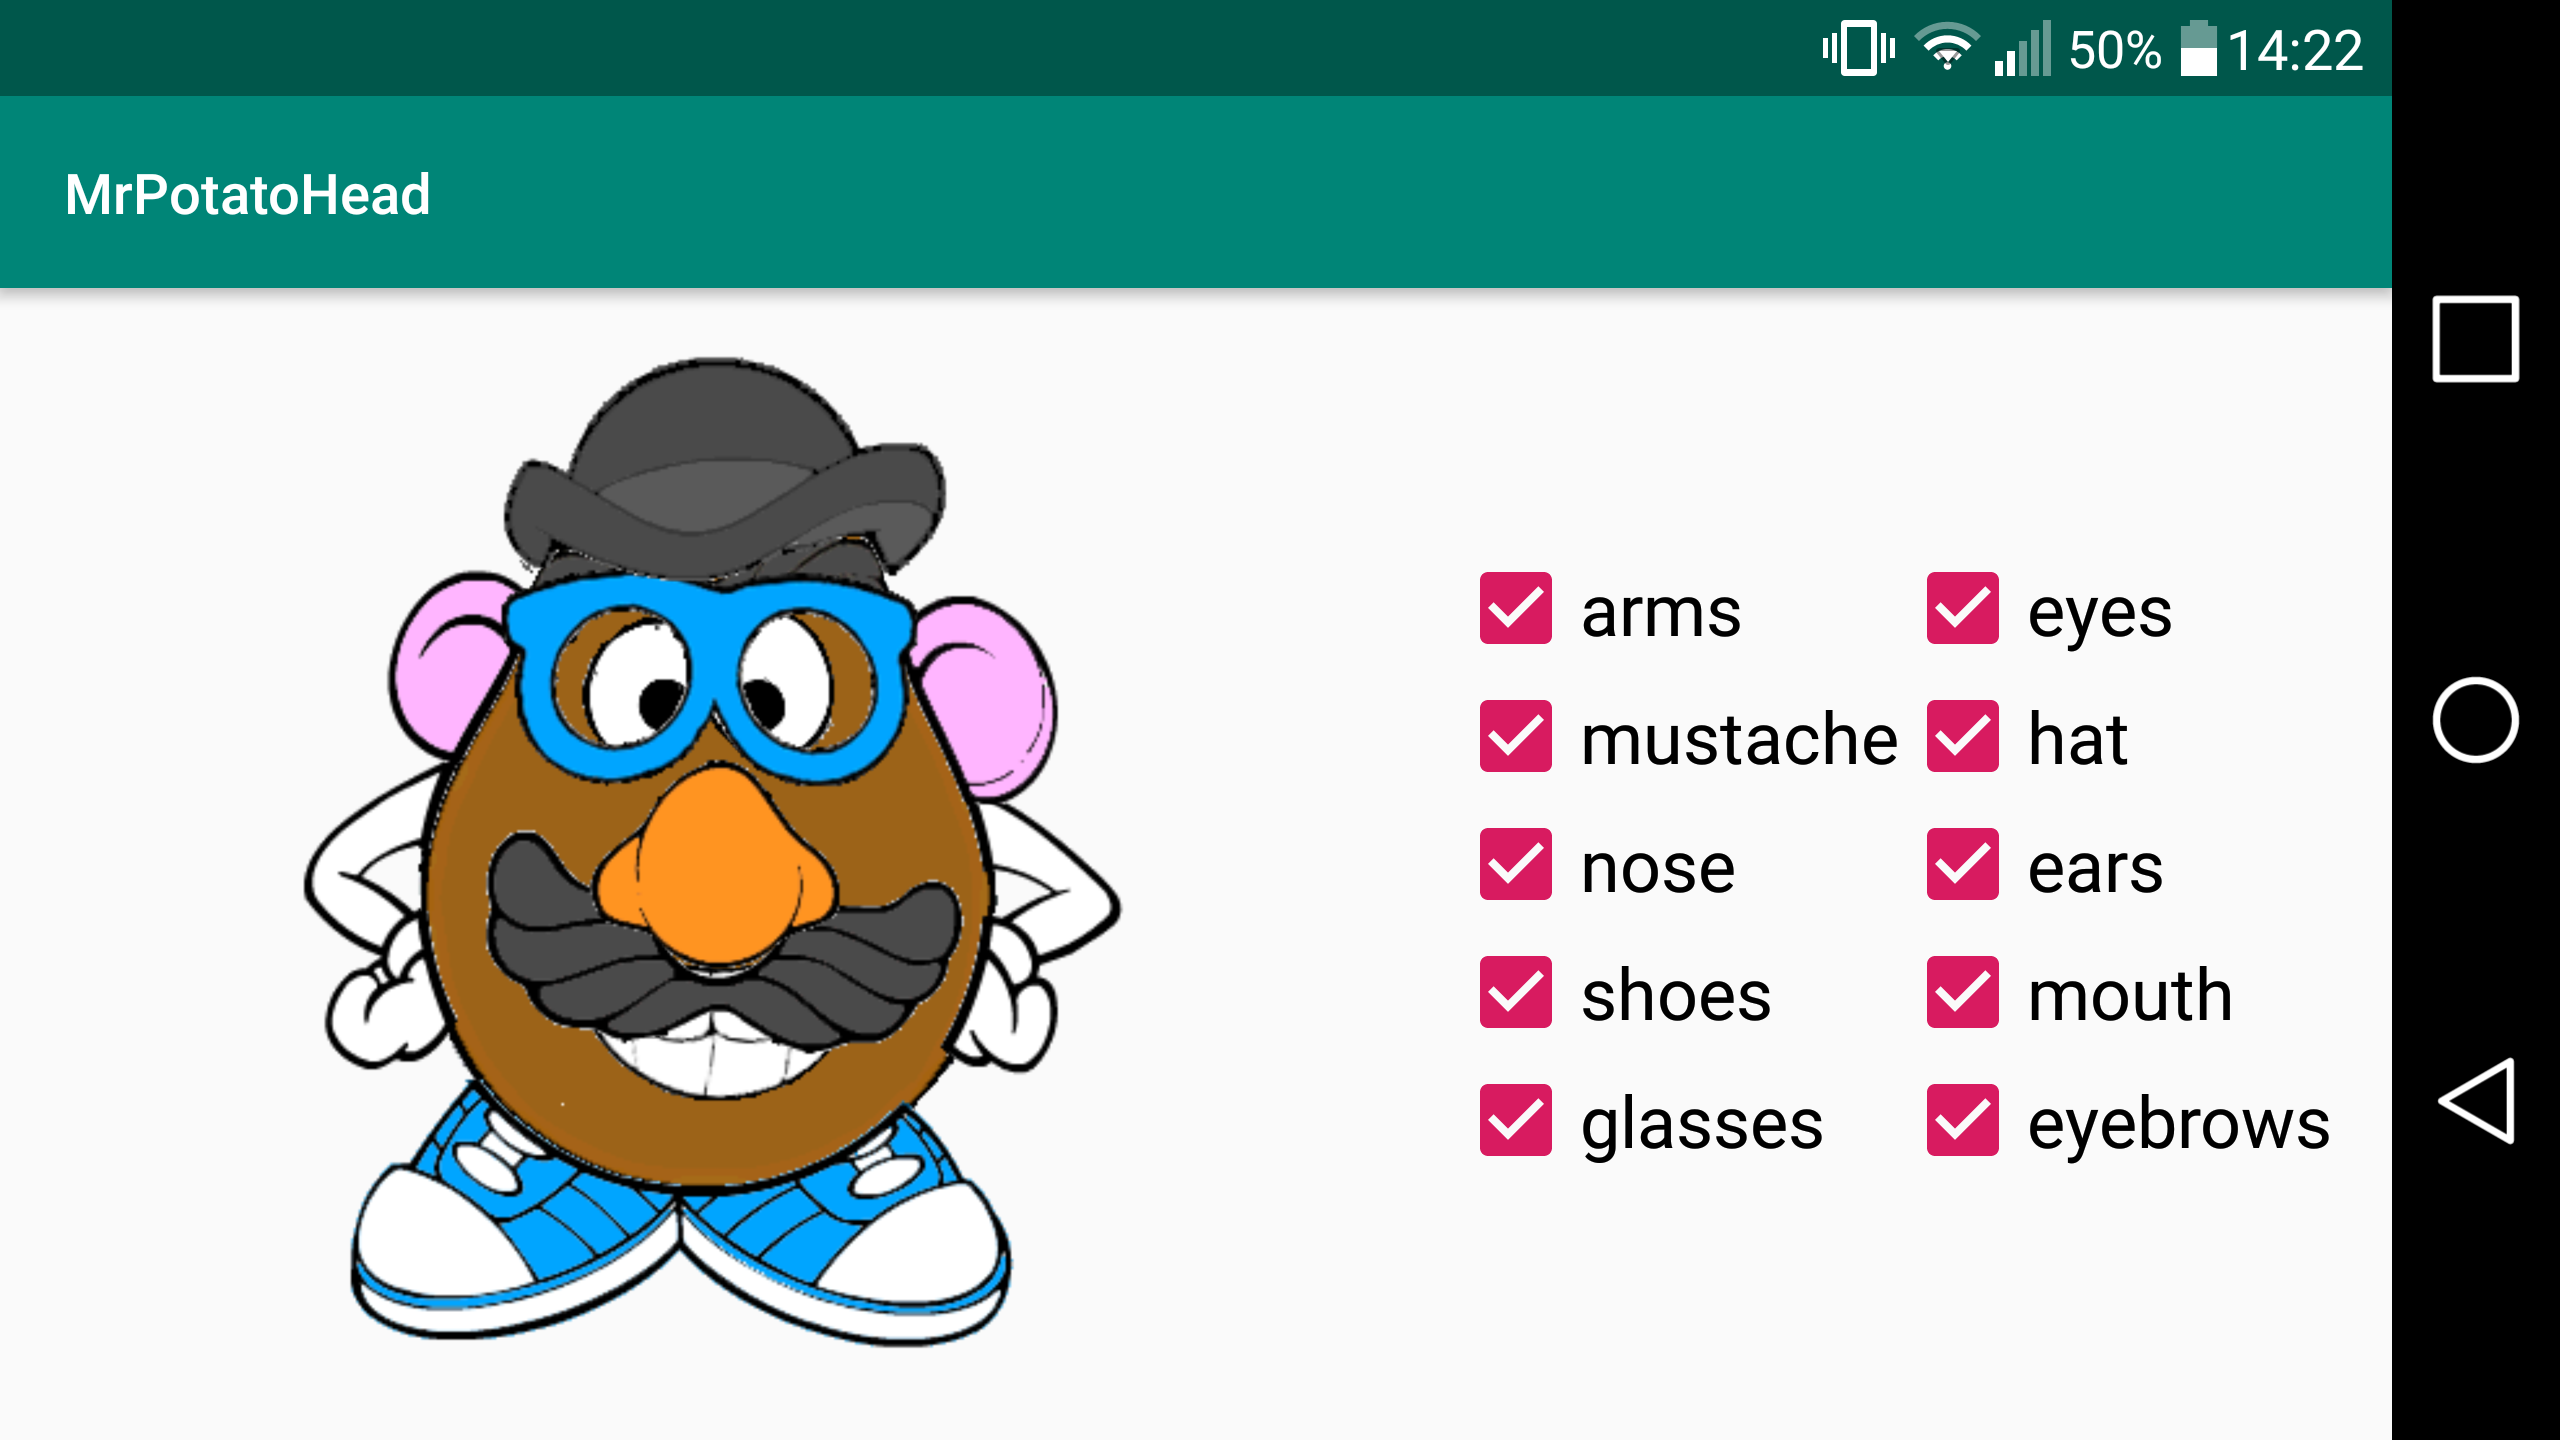 50% 14:22
MrPotatoHead
arms eyes
mustache hat
nose ears
shoes mouth
glasses eyebrows